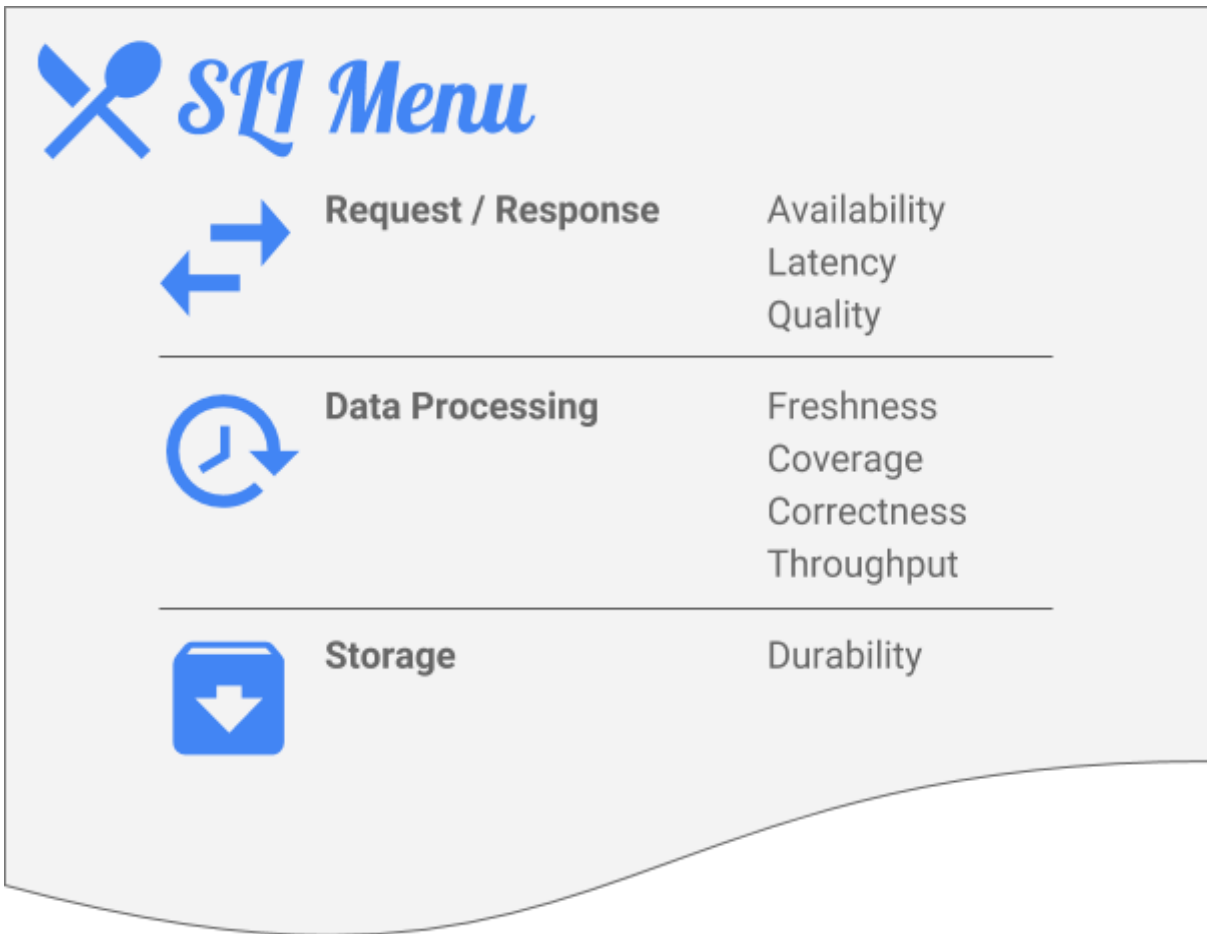 SLI Menu
Request / Response
Availability
Latency
Quality
Data Processing
Freshness
Coverage
Correctness
Throughput
Storage
Durability